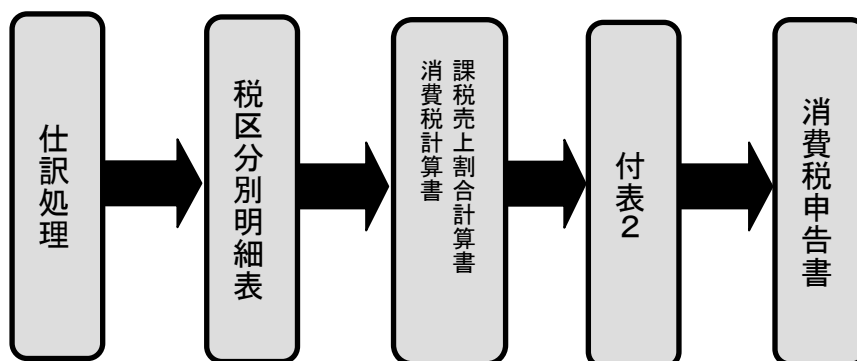 仕訳処理
税区分別明細表
課税売上割合計算書
消費税計算書
付表２
消費税申告書